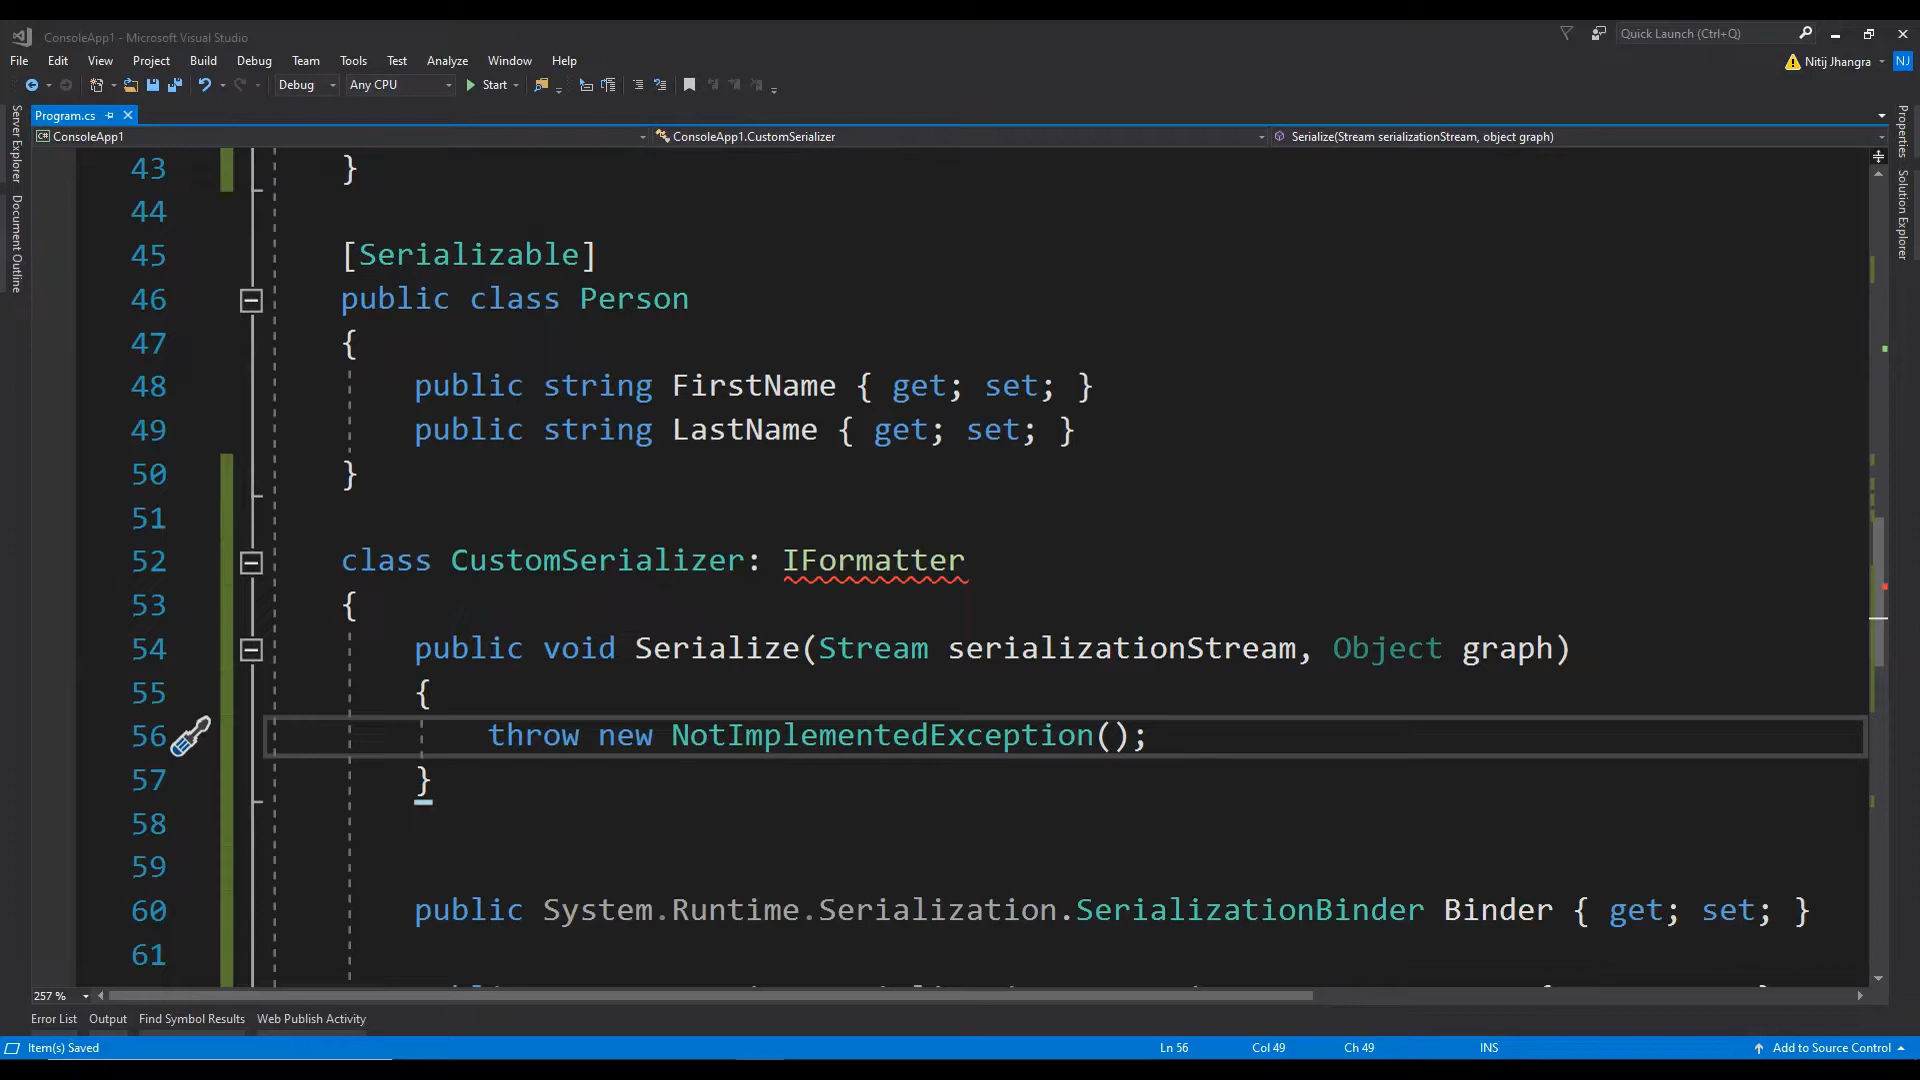 ConsoleApp1 - Microsoft Visual Studio
Quick Launch (Ctrl+Q)
File Edit View Project Build Debug Team Tools Test Analyze Window Help
Nitij Jhangra NJ
Debug Any CPU Start
Program.cs
ConsoleApp1 ConsoleApp1.CustomSerializer Serialize(Stream serializationStream, object graph)
Server Explorer
Document Outline
Properties
Solution Explorer
43 }
44
45 [Serializable]
46 public class Person
47 {
48 public string FirstName { get; set; }
49 public string LastName { get; set; }
50 }
51
52 class CustomSerializer: IFormatter
53 {
54 public void Serialize(Stream serializationStream, Object graph)
55 {
56 throw new NotImplementedException();
57 }
58
59
60 public System.Runtime.Serialization.SerializationBinder Binder { get; set; }
61
257 %
Error List Output Find Symbol Results Web Publish Activity
Item(s) Saved Ln 56 Col 49 Ch 49 INS Add to Source Control